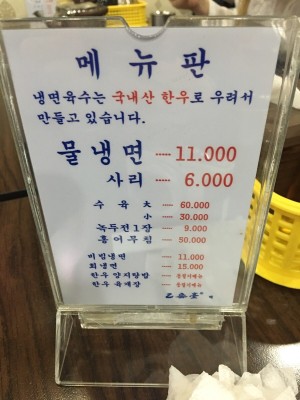 메뉴판
냉면육수는 국내산 한우로 우려서
만들고 있습니다.
물냉면 ····· 11.000
사리 ····· 6.000
수육 大 ····· 60.000
小 ····· 30.000
녹두전 1장 ····· 9.000
홍어무침 ····· 50.000
비빔냉면 ····· 11.000
회냉면 ····· 15.000
한우 양지탕밥 ·····
한우 육개장 ·····